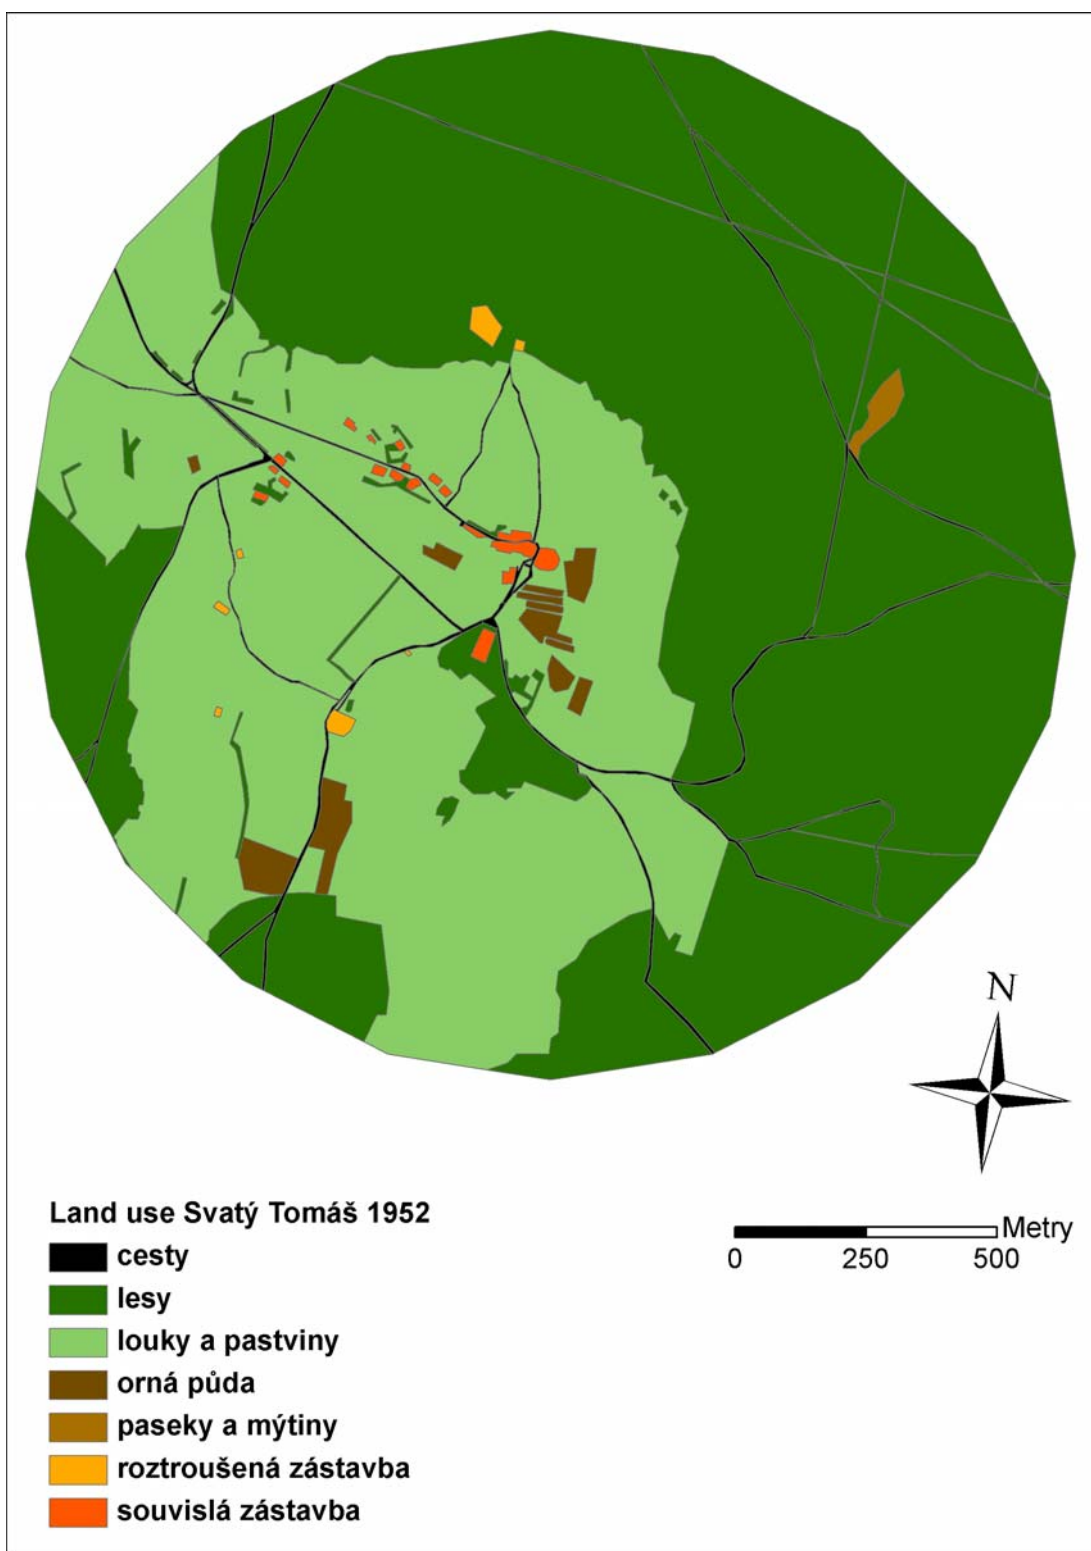 N
Land use Svatý Tomáš 1952
cesty
lesy
louky a pastviny
orná půda
paseky a mýtiny
roztroušená zástavba
souvislá zástavba
Metry
0 250 500